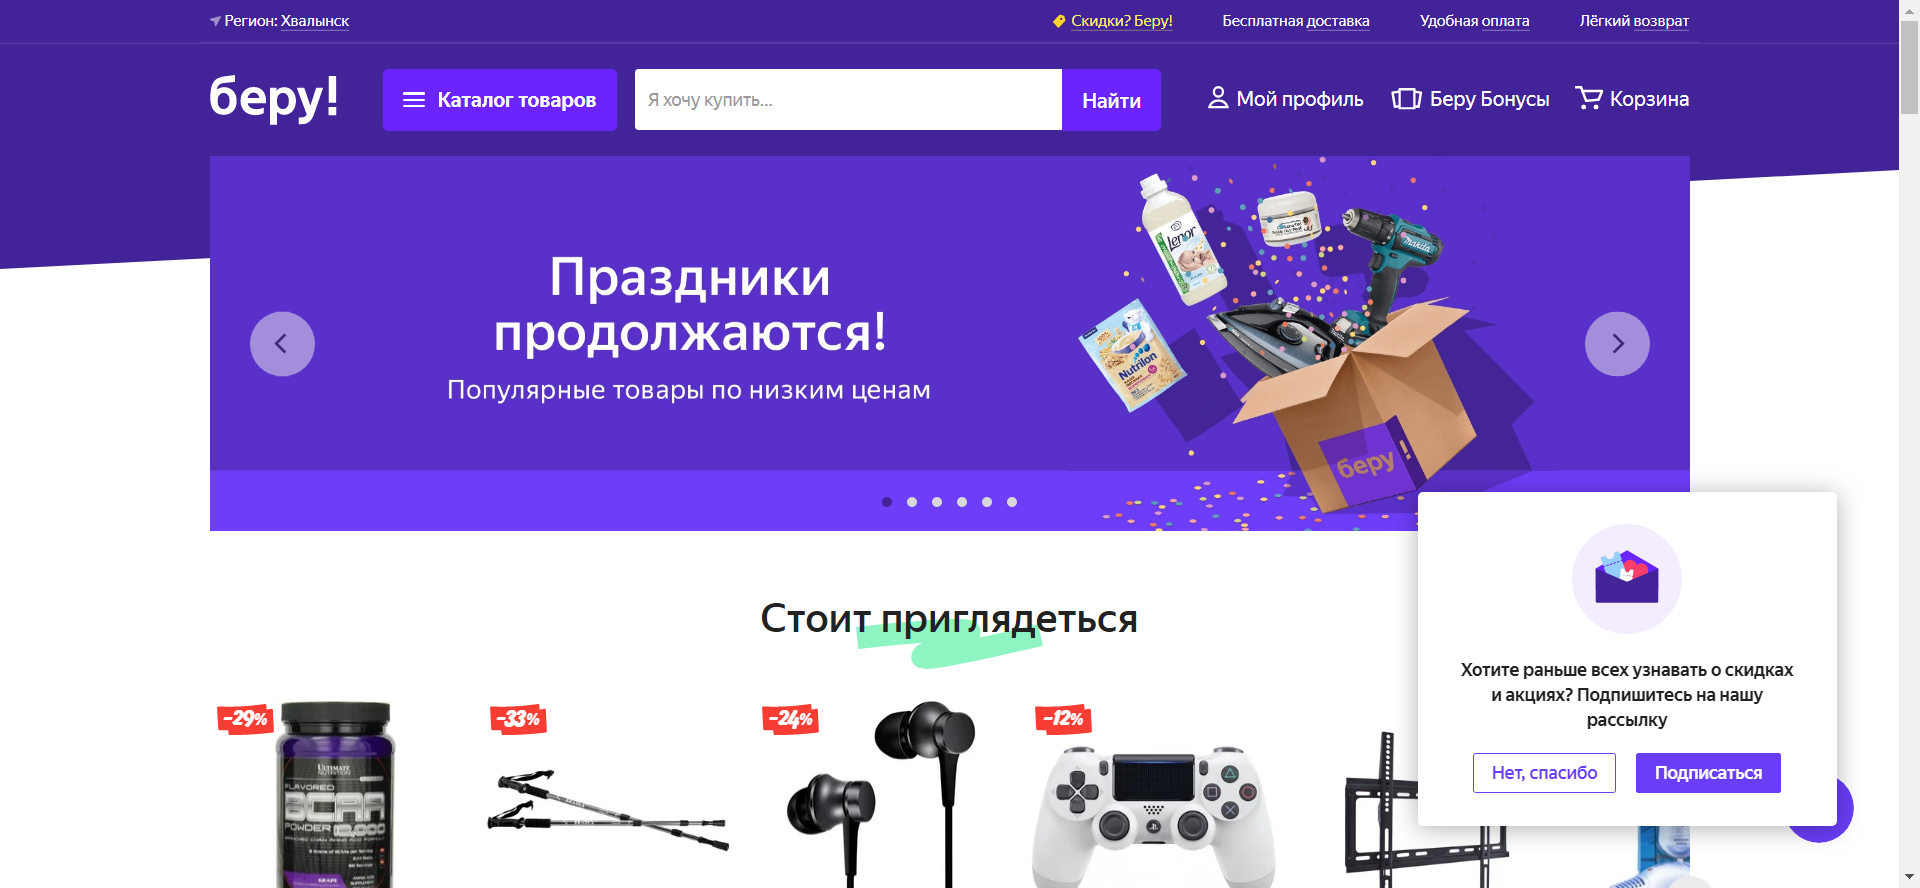 Регион: Хвалынск
Скидки? Беру!
Бесплатная доставка
Удобная оплата
Лёгкий возврат
беру!
Каталог товаров
Я хочу купить...
Найти
Мой профиль
Беру Бонусы
Корзина
Праздники
продолжаются!
Популярные товары по низким ценам
Lenor
makita
Nutrilon
беру!
Стоит приглядеться
-29%
-33%
-24%
-12%
ULTIMATE
NUTRITION
FLAVORED
BCAA
POWDER 12,000
GRAPE
Хотите раньше всех узнавать о скидках
и акциях? Подпишитесь на нашу
рассылку
Нет, спасибо
Подписаться